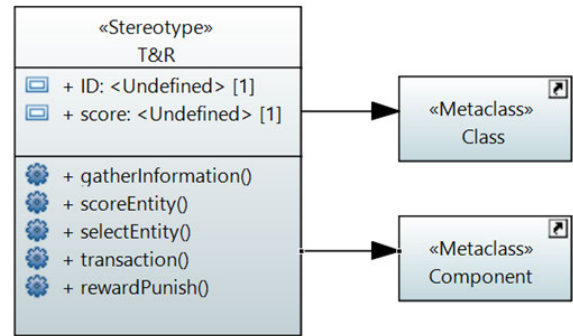 «Stereotype»
T&R
+ ID: <Undefined> [1]
+ score: <Undefined> [1]
+ gatherInformation()
+ scoreEntity()
+ selectEntity()
+ transaction()
+ rewardPunish()
«Metaclass»
Class
«Metaclass»
Component